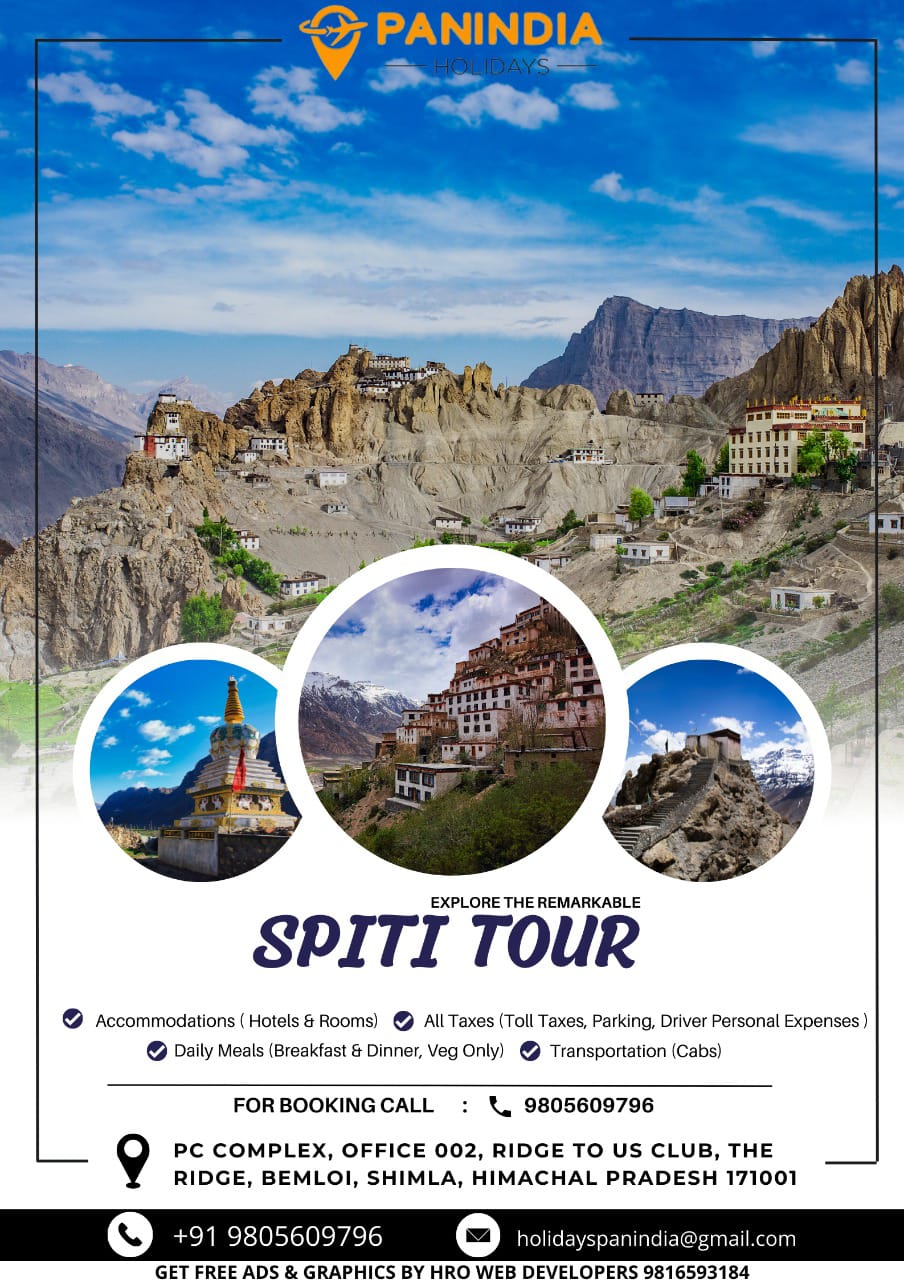 PANINDIA
HOLIDAYS
EXPLORE THE REMARKABLE
SPITI TOUR
Accommodations ( Hotels & Rooms) All Taxes (Toll Taxes, Parking, Driver Personal Expenses )
Daily Meals (Breakfast & Dinner, Veg Only) Transportation (Cabs)
FOR BOOKING CALL : 9805609796
PC COMPLEX, OFFICE 002, RIDGE TO US CLUB, THE
RIDGE, BEMLOI, SHIMLA, HIMACHAL PRADESH 171001
+91 9805609796 holidayspanindia@gmail.com
GET FREE ADS & GRAPHICS BY HRO WEB DEVELOPERS 9816593184